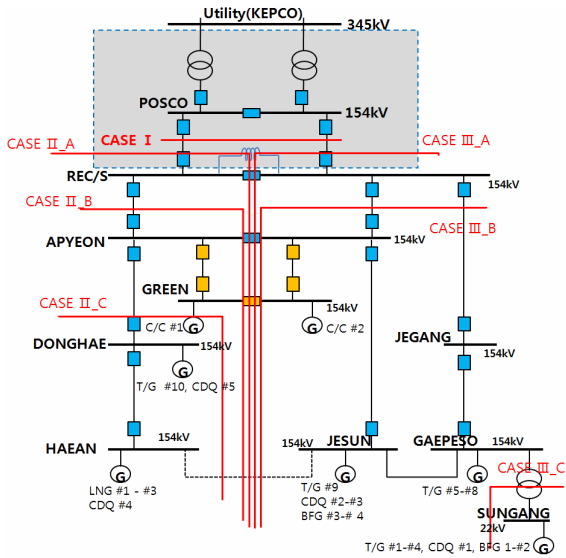 Utility(KEPCO)
345kV
POSCO
154kV
CASE I
CASE II_A
CASE III_A
REC/S
154kV
CASE II_B
CASE III_B
APYEON
154kV
GREEN
154kV
CASE II_C
C/C #1
G
G
C/C #2
JEGANG
154kV
DONGHAE
154kV
G
T/G #10, CDQ #5
HAEAN
154kV
154kV
JESUN
GAEPESO
154kV
CASE III_C
G
G
G
LNG #1 - #3
CDQ #4
T/G #9
CDQ #2-#3
BFG #3-# 4
T/G #5-#8
SUNGANG
22kV
T/G #1-#4, CDQ #1, BFG 1-#2
G